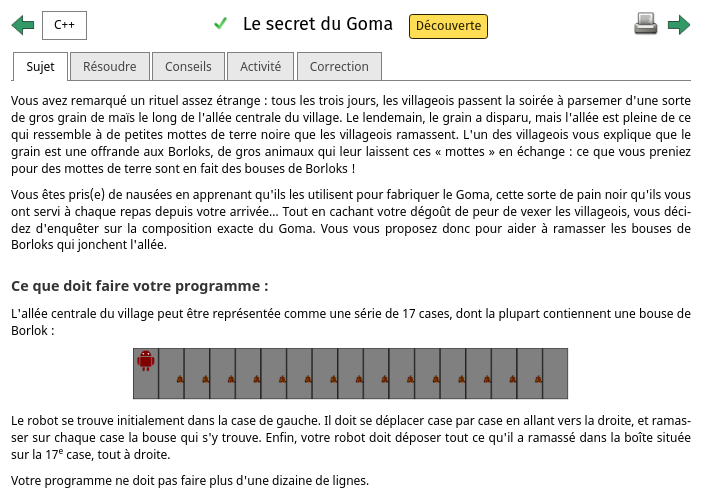 C++
Le secret du Goma
Découverte
Sujet
Résoudre
Conseils
Activité
Correction
Vous avez remarqué un rituel assez étrange : tous les trois jours, les villageois passent la soirée à parsemer d'une sorte
de gros grain de maïs le long de l'allée centrale du village. Le lendemain, le grain a disparu, mais l'allée est pleine de ce
qui ressemble à de petites mottes de terre noire que les villageois ramassent. L'un des villageois vous explique que le
grain est une offrande aux Borloks, de gros animaux qui leur laissent ces « mottes » en échange : ce que vous preniez
pour des mottes de terre sont en fait des bouses de Borloks !
Vous êtes pris(e) de nausées en apprenant qu'ils les utilisent pour fabriquer le Goma, cette sorte de pain noir qu'ils vous
ont servi à chaque repas depuis votre arrivée... Tout en cachant votre dégoût de peur de vexer les villageois, vous déci-
dez d'enquêter sur la composition exacte du Goma. Vous vous proposez donc pour aider à ramasser les bouses de
Borloks qui jonchent l'allée.
Ce que doit faire votre programme :
L'allée centrale du village peut être représentée comme une série de 17 cases, dont la plupart contiennent une bouse de
Borlok :
Le robot se trouve initialement dans la case de gauche. Il doit se déplacer case par case en allant vers la droite, et ramas-
ser sur chaque case la bouse qui s'y trouve. Enfin, votre robot doit déposer tout ce qu'il a ramassé dans la boîte située
sur la 17e case, tout à droite.
Votre programme ne doit pas faire plus d'une dizaine de lignes.